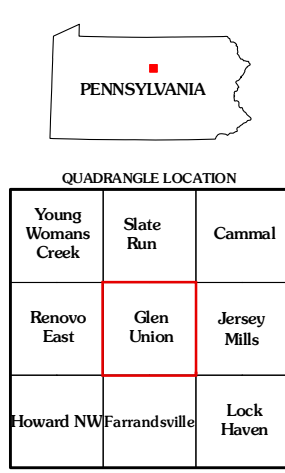 PENNSYLVANIA
QUADRANGLE LOCATION
Young
Womans
Creek
Slate
Run
Cammal
Renovo
East
Glen
Union
Jersey
Mills
Howard NW
Farrandsville
Lock
Haven